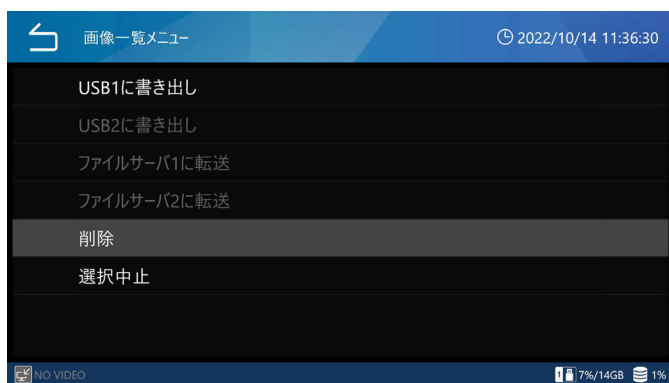 画像一覧メニュー
2022/10/14 11:36:30
USB1に書き出し
USB2に書き出し
ファイルサーバ1に転送
ファイルサーバ2に転送
削除
選択中止
NO VIDEO
1 7%/14GB 1%